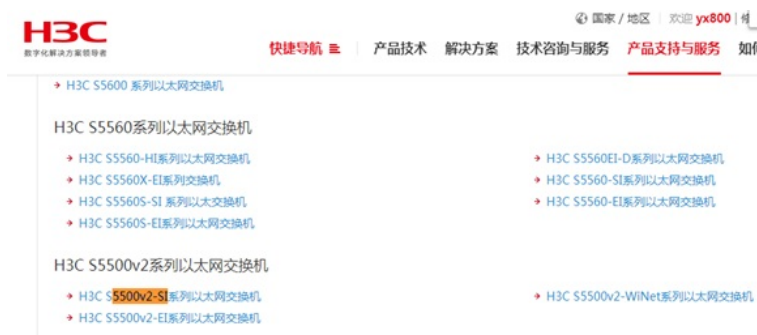 国家 / 地区 | 欢迎 yx800 |
H3C
数字化解决方案领导者
快捷导航 产品技术 解决方案 技术咨询与服务 产品支持与服务 如
H3C S5600 系列以太网交换机
H3C S5560系列以太网交换机
H3C S5560-HI系列以太网交换机 H3C S5560EI-D系列以太网交换机
H3C S5560X-EI系列交换机 H3C S5560-SI系列以太网交换机
H3C S5560S-SI 系列以太交换机 H3C S5560-EI系列以太网交换机
H3C S5560S-EI系列以太网交换机
H3C S5500v2系列以太网交换机
H3C S5500v2-SI系列以太网交换机 H3C S5500v2-WiNet系列以太网交换机
H3C S5500v2-EI系列以太网交换机